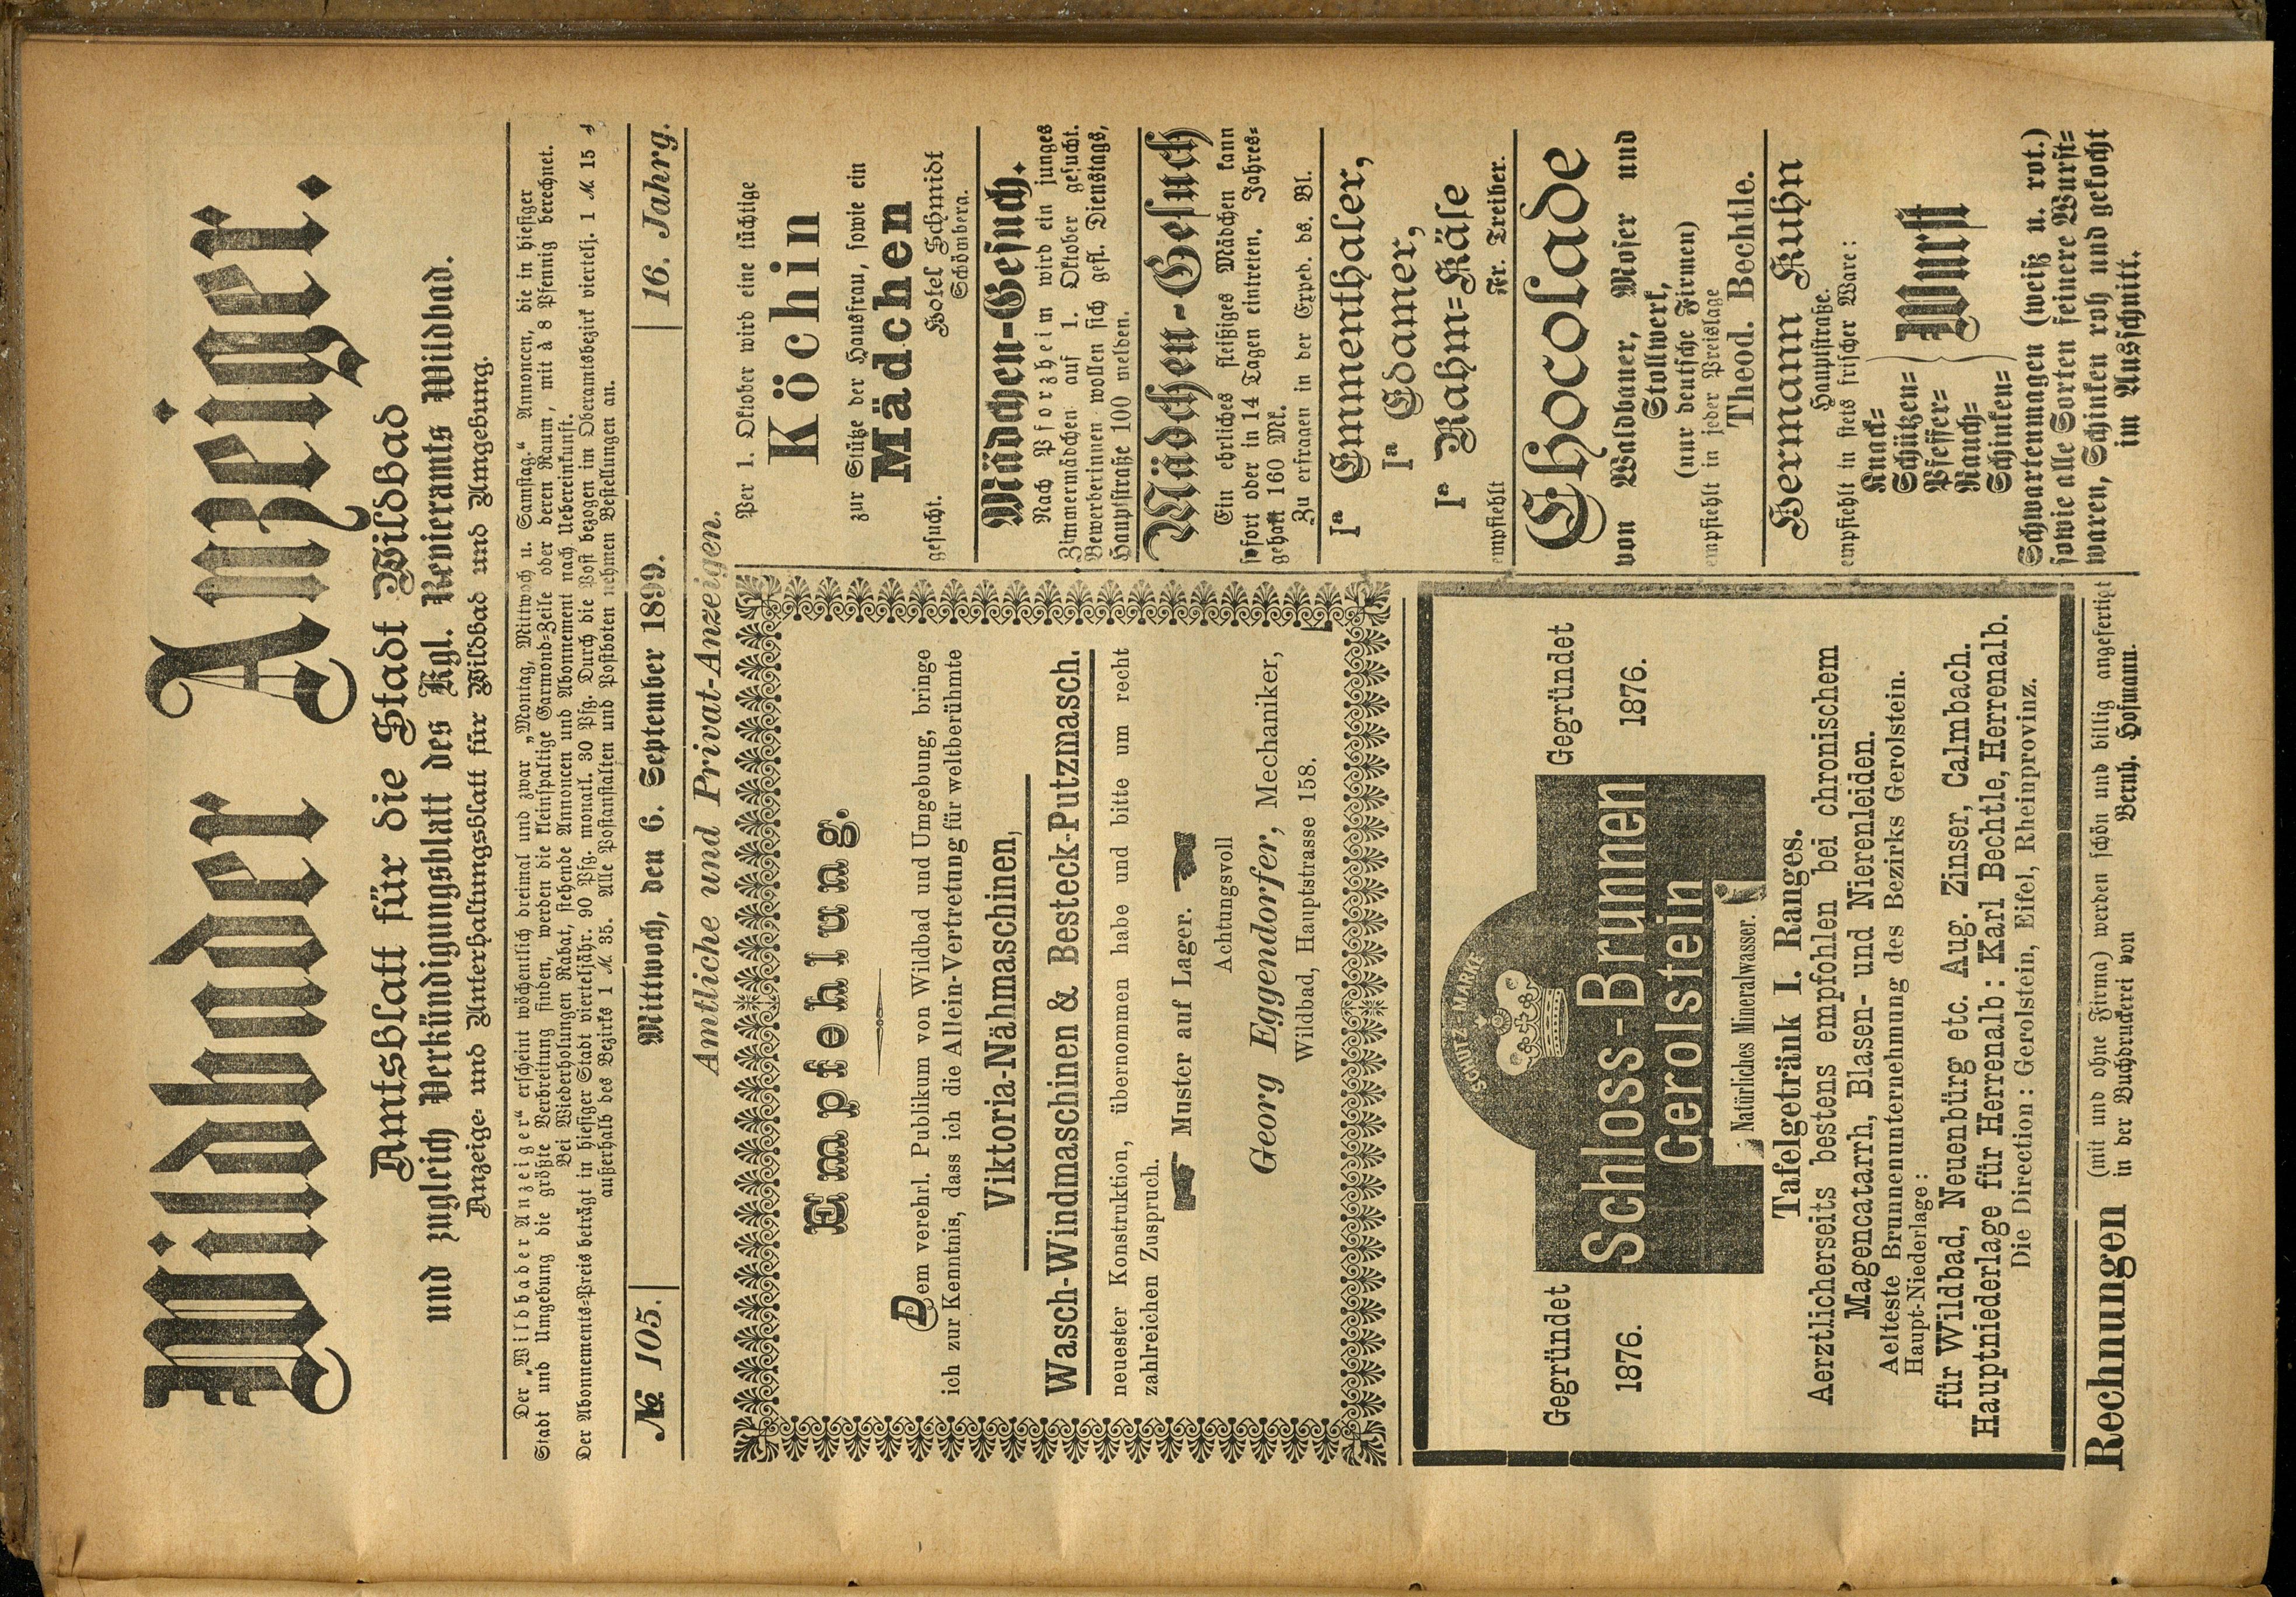 Wildbader Anzeiger.
Amtsblatt für die Stadt Wildbad
und zugleich Verkündigungsblatt des Kgl. Revieramts Wildbad.
Anzeige- und Unterhaltungsblatt für Wildbad und Umgebung.
Der „Wildbader Anzeiger“ erscheint wöchentlich dreimal und zwar „Montag, Mittwoch u. Samstag.“ Annoncen, die in hiesiger
Stadt und Umgebung die größte Verbreitung finden, werden die kleinspaltige Garmond-Zeile oder deren Raum, mit à 8 Pfennig berechnet.
Bei Wiederholungen Rabat, stehende Annoncen und Abonnement nach Uebereinkunft.
Der Abonnements-Preis beträgt in hiesiger Stadt vierteljähr. 90 Pfg. monatl. 30 Pfg. Durch die Post bezogen im Oberamtsbezirk viertelj. 1 M. 15 ₰
außerhalb des Bezirks 1 M. 35. Alle Postanstalten und Postboten nehmen Bestellungen an.
№ 105.
Mittwoch, den 6. September 1899.
16. Jahrg.
Amtliche und Privat-Anzeigen.
Empfehlung.
Dem verehrl. Publikum von Wildbad und Umgebung, bringe
ich zur Kenntnis, dass ich die Allein-Vertretung für weltberühmte
Viktoria-Nähmaschinen,
Wasch-Windmaschinen & Besteck-Putzmasch.
neuester Konstruktion, übernommen habe und bitte um recht
zahlreichen Zuspruch.
☛ Muster auf Lager. ☚
Achtungsvoll
Georg Eggendorfer, Mechaniker,
Wildbad, Hauptstrasse 158.
Gegründet
1876.
SCHUTZ-MARKE
Schloss-Brunnen
Gerolstein
Natürliches Mineralwasser.
Gegründet
1876.
Tafelgetränk I. Ranges.
Aerztlicherseits bestens empfohlen bei chronischem
Magencatarrh, Blasen- und Nierenleiden.
Aelteste Brunnenunternehmung des Bezirks Gerolstein.
Haupt-Niederlage:
für Wildbad, Neuenbürg etc. Aug. Zinser, Calmbach.
Hauptniederlage für Herrenalb: Karl Bechtle, Herrenalb.
Die Direction: Gerolstein, Eifel, Rheinprovinz.
Rechnungen (mit und ohne Firma) werden schön und billig angefertigt
in der Buchdruckerei von Bernh. Hofmann.
Per 1. Oktober wird eine tüchtige
Köchin
zur Stütze der Hausfrau, sowie ein
Mädchen
gesucht.
Hotel Schmidt
Schömberg.
Mädchen-Gesuch.
Nach Pforzheim wird ein junges
Zimmermädchen auf 1. Oktober gesucht.
Bewerberinnen wollen sich gefl. Dienstags,
Hauptstraße 100 melden.
Mädchen-Gesuch
Ein ehrliches fleißiges Mädchen kann
sofort oder in 14 Tagen eintreten. Jahres-
gehalt 160 Mk.
Zu erfragen in der Exped. ds. Bl.
Iᵃ Emmenthaler,
Iᵃ Edamer,
Iᵃ Rahm-Käse
empfiehlt Fr. Treiber.
Chocolade
von Waldbauer, Moser und
Stollwerk,
(nur deutsche Firmen)
empfiehlt in jeder Preislage
Theod. Bechtle.
Hermann Kuhn
Hauptstraße.
empfiehlt in stets frischer Ware:
Knack-
Schützen-
Pfeffer-
Rauch-
Schinken-
Wurst
Schwartenmagen (weiß u. rot.)
sowie alle Sorten feinere Wurst-
waren, Schinken roh und gekocht
im Ausschnitt.